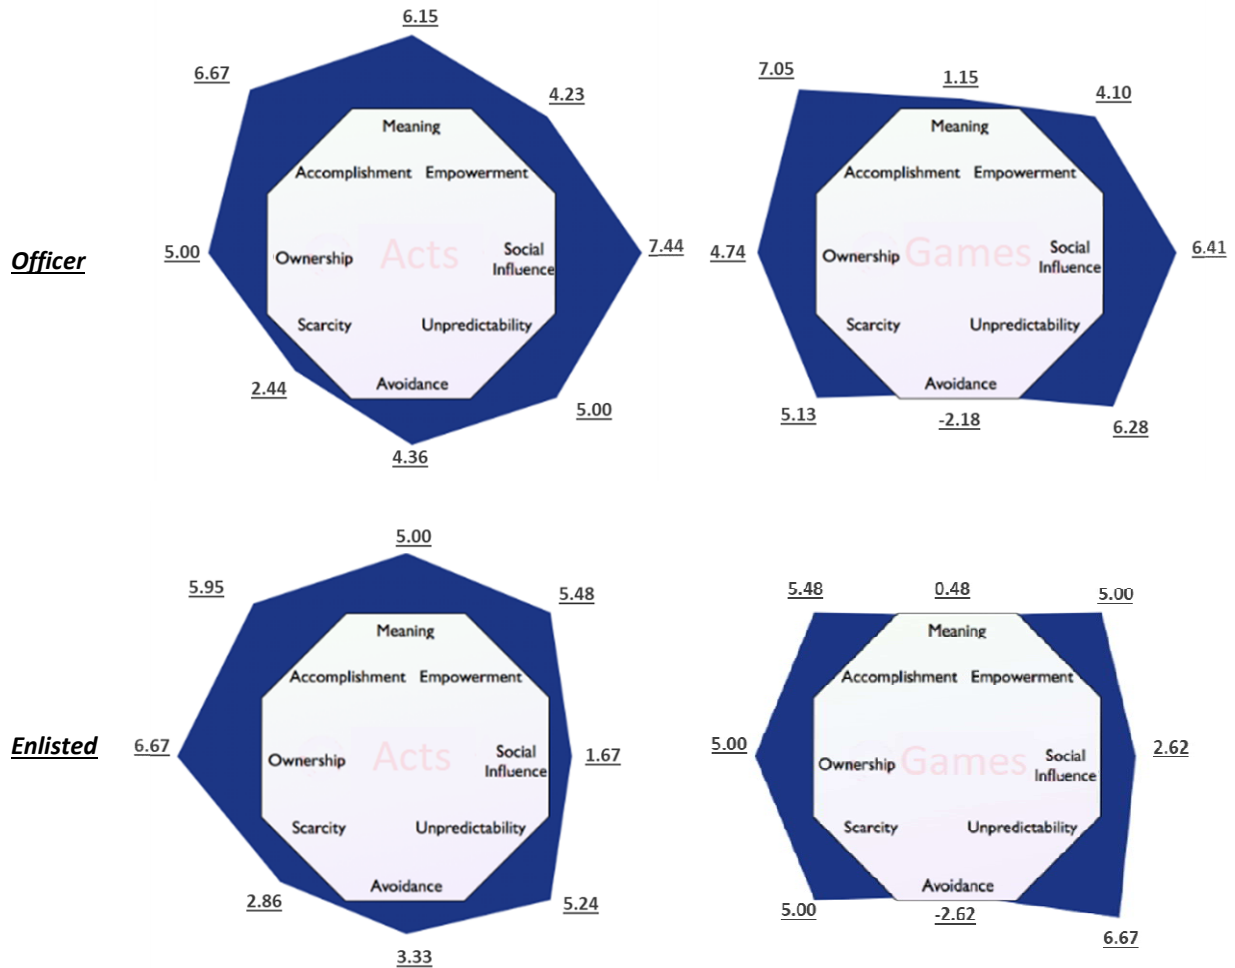 6.15
6.67
4.23
Meaning
Accomplishment Empowerment
Officer
5.00
Ownership
Acts
Social
Influence
7.44
Scarcity
Unpredictability
Avoidance
2.44
5.00
4.36
7.05
1.15
4.10
Meaning
Accomplishment Empowerment
4.74
Ownership
Games
Social
Influence
6.41
Scarcity
Unpredictability
Avoidance
5.13
-2.18
6.28
5.00
5.95
5.48
Meaning
Accomplishment Empowerment
Enlisted
6.67
Ownership
Acts
Social
Influence
1.67
Scarcity
Unpredictability
Avoidance
2.86
5.24
3.33
5.48
0.48
5.00
Meaning
Accomplishment Empowerment
5.00
Ownership
Games
Social
Influence
2.62
Scarcity
Unpredictability
Avoidance
5.00
-2.62
6.67